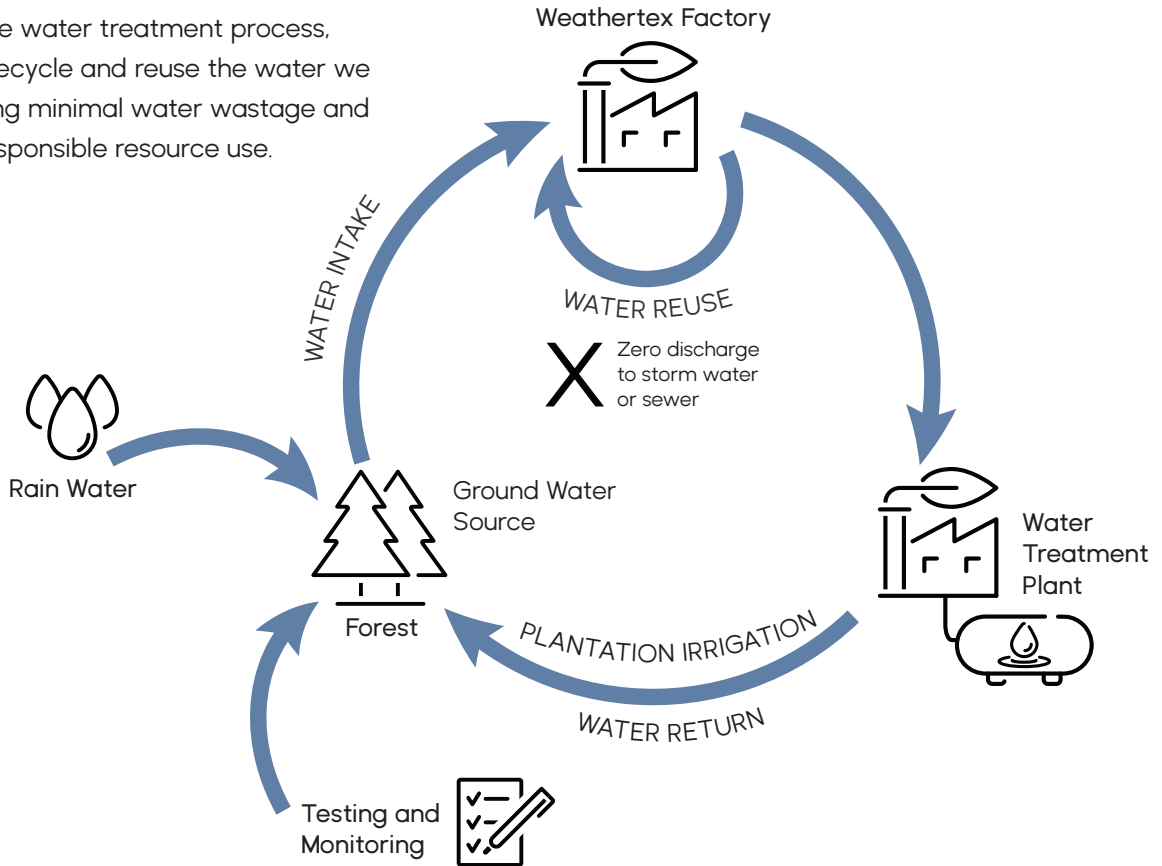 e water treatment process,
ecycle and reuse the water we
ng minimal water wastage and
sponsible resource use.
Weathertex Factory
WATER INTAKE
WATER REUSE
X
Zero discharge
to storm water
or sewer
Rain Water
Ground Water
Source
Forest
Water
Treatment
Plant
PLANTATION IRRIGATION
WATER RETURN
Testing and
Monitoring